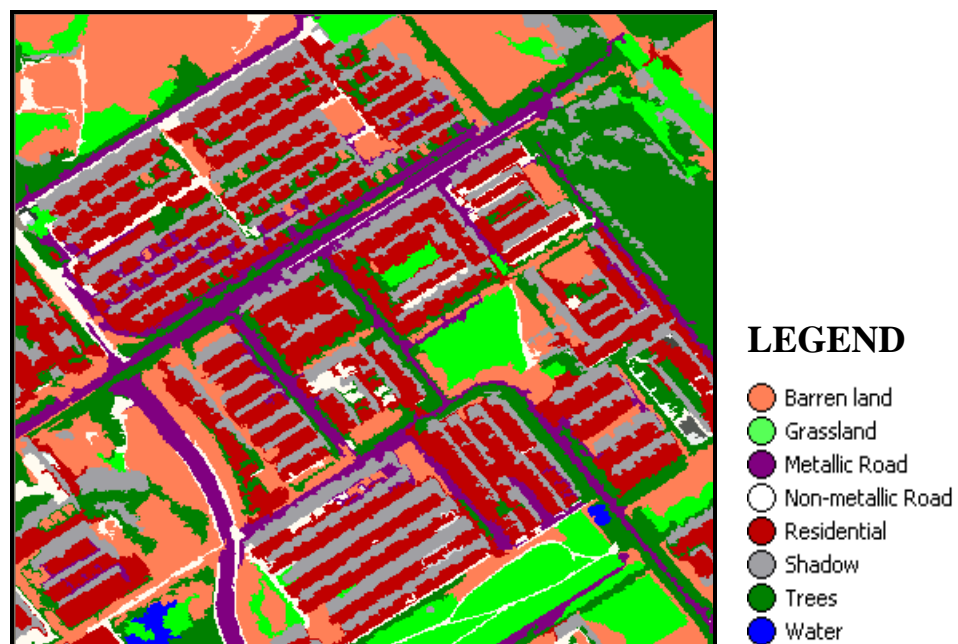 LEGEND
Barren land
Grassland
Metallic Road
Non-metallic Road
Residential
Shadow
Trees
Water